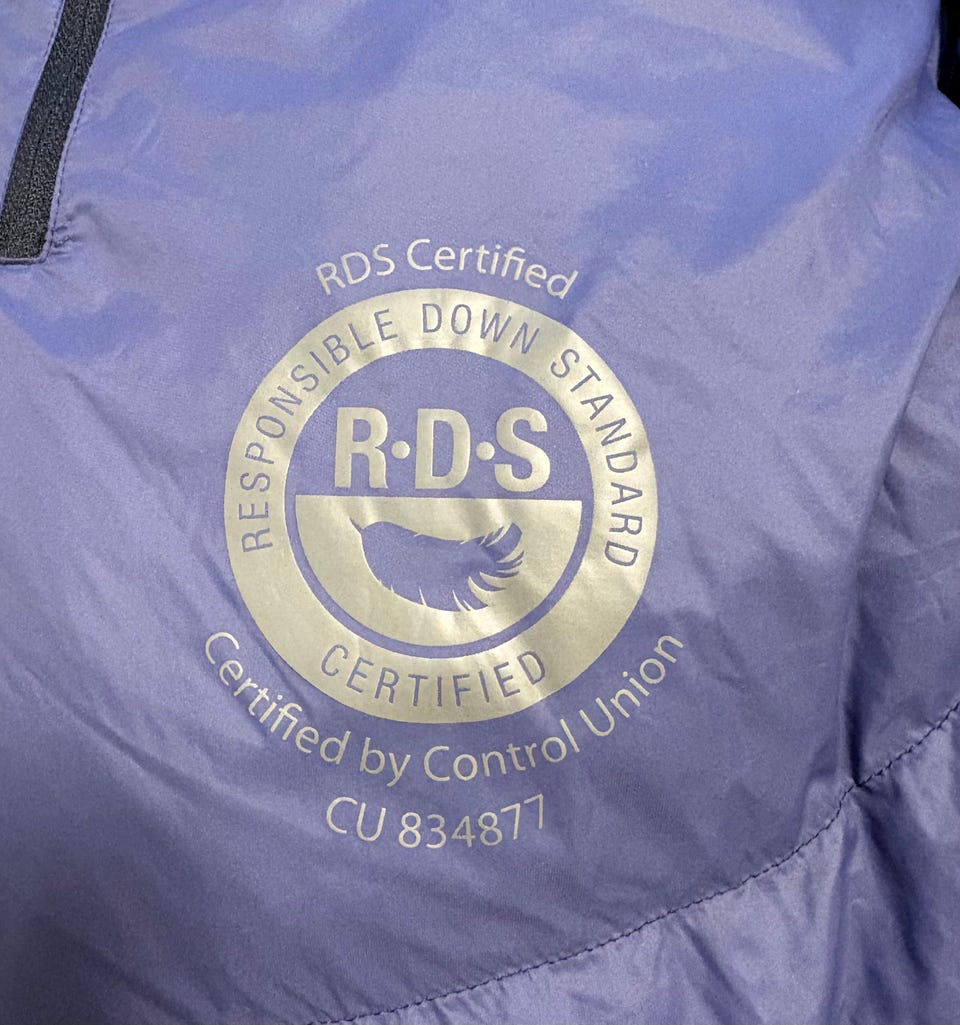 RDS Certified
RESPONSIBLE DOWN STANDARD
R·D·S
CERTIFIED
Certified by Control Union
CU 834877